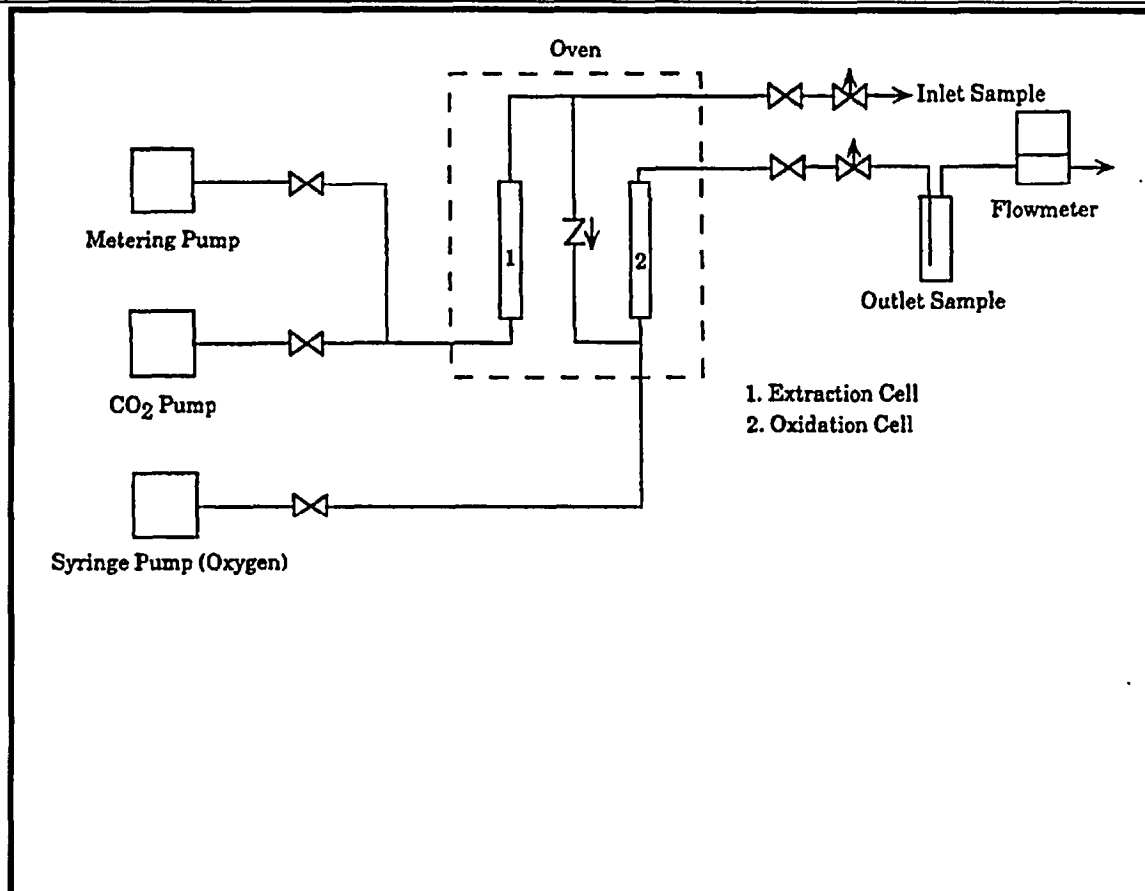 Oven
Inlet Sample
Metering Pump
1
2
Flowmeter
Outlet Sample
CO2 Pump
1. Extraction Cell
2. Oxidation Cell
Syringe Pump (Oxygen)